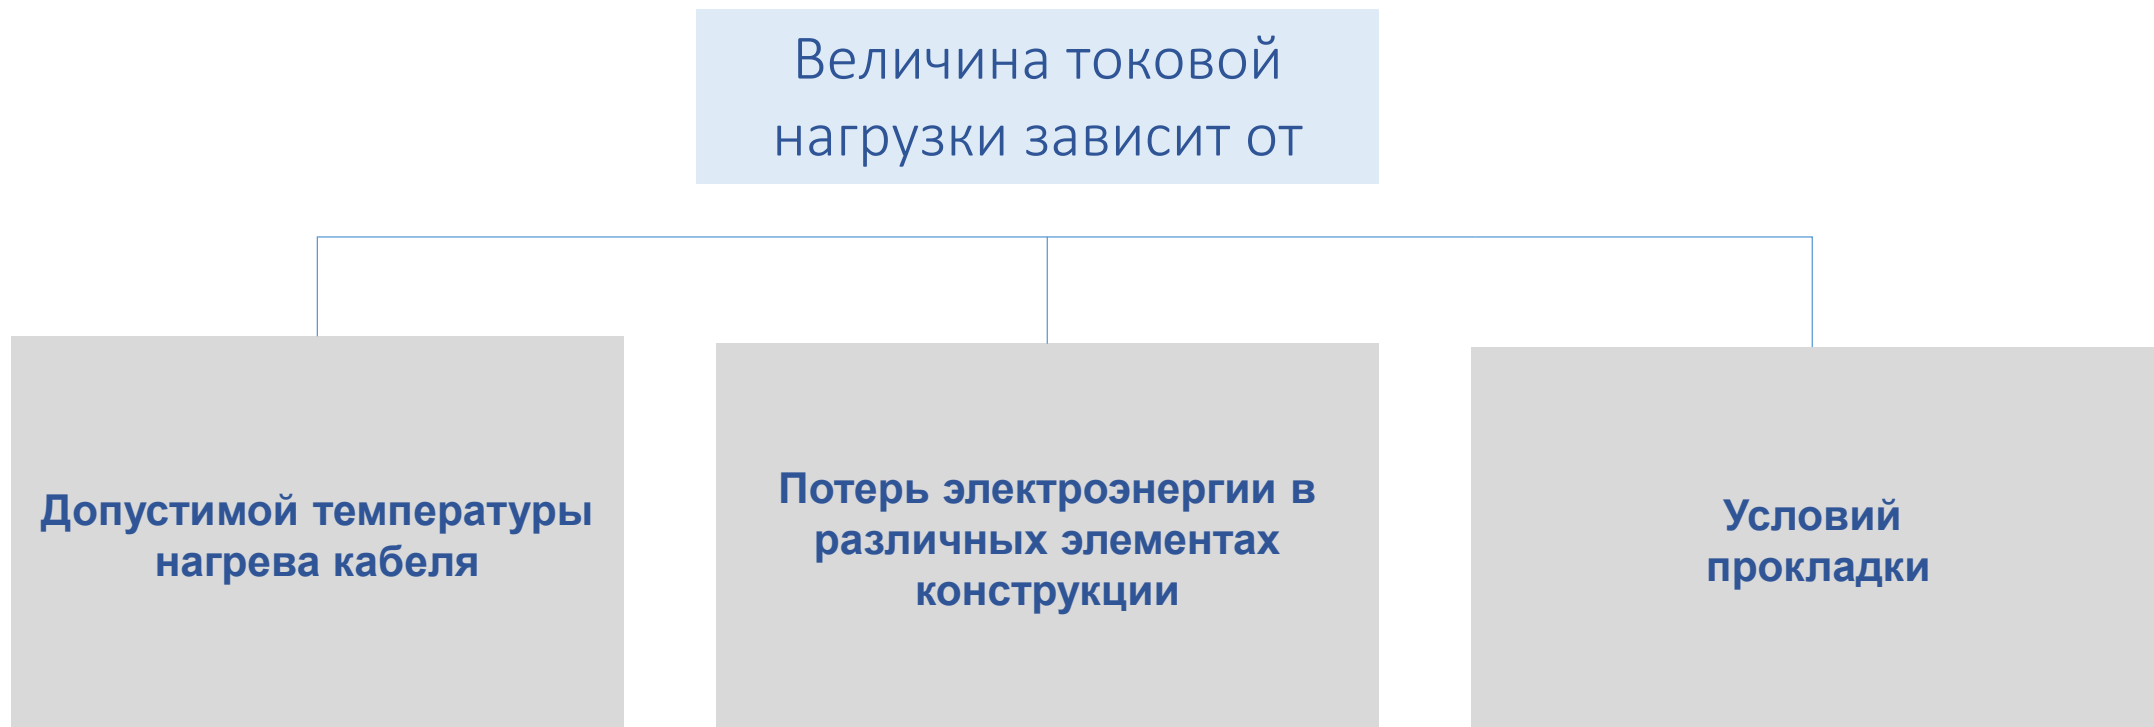 Величина токовой
нагрузки зависит от
Допустимой температуры
нагрева кабеля
Потерь электроэнергии в
различных элементах
конструкции
Условий
прокладки